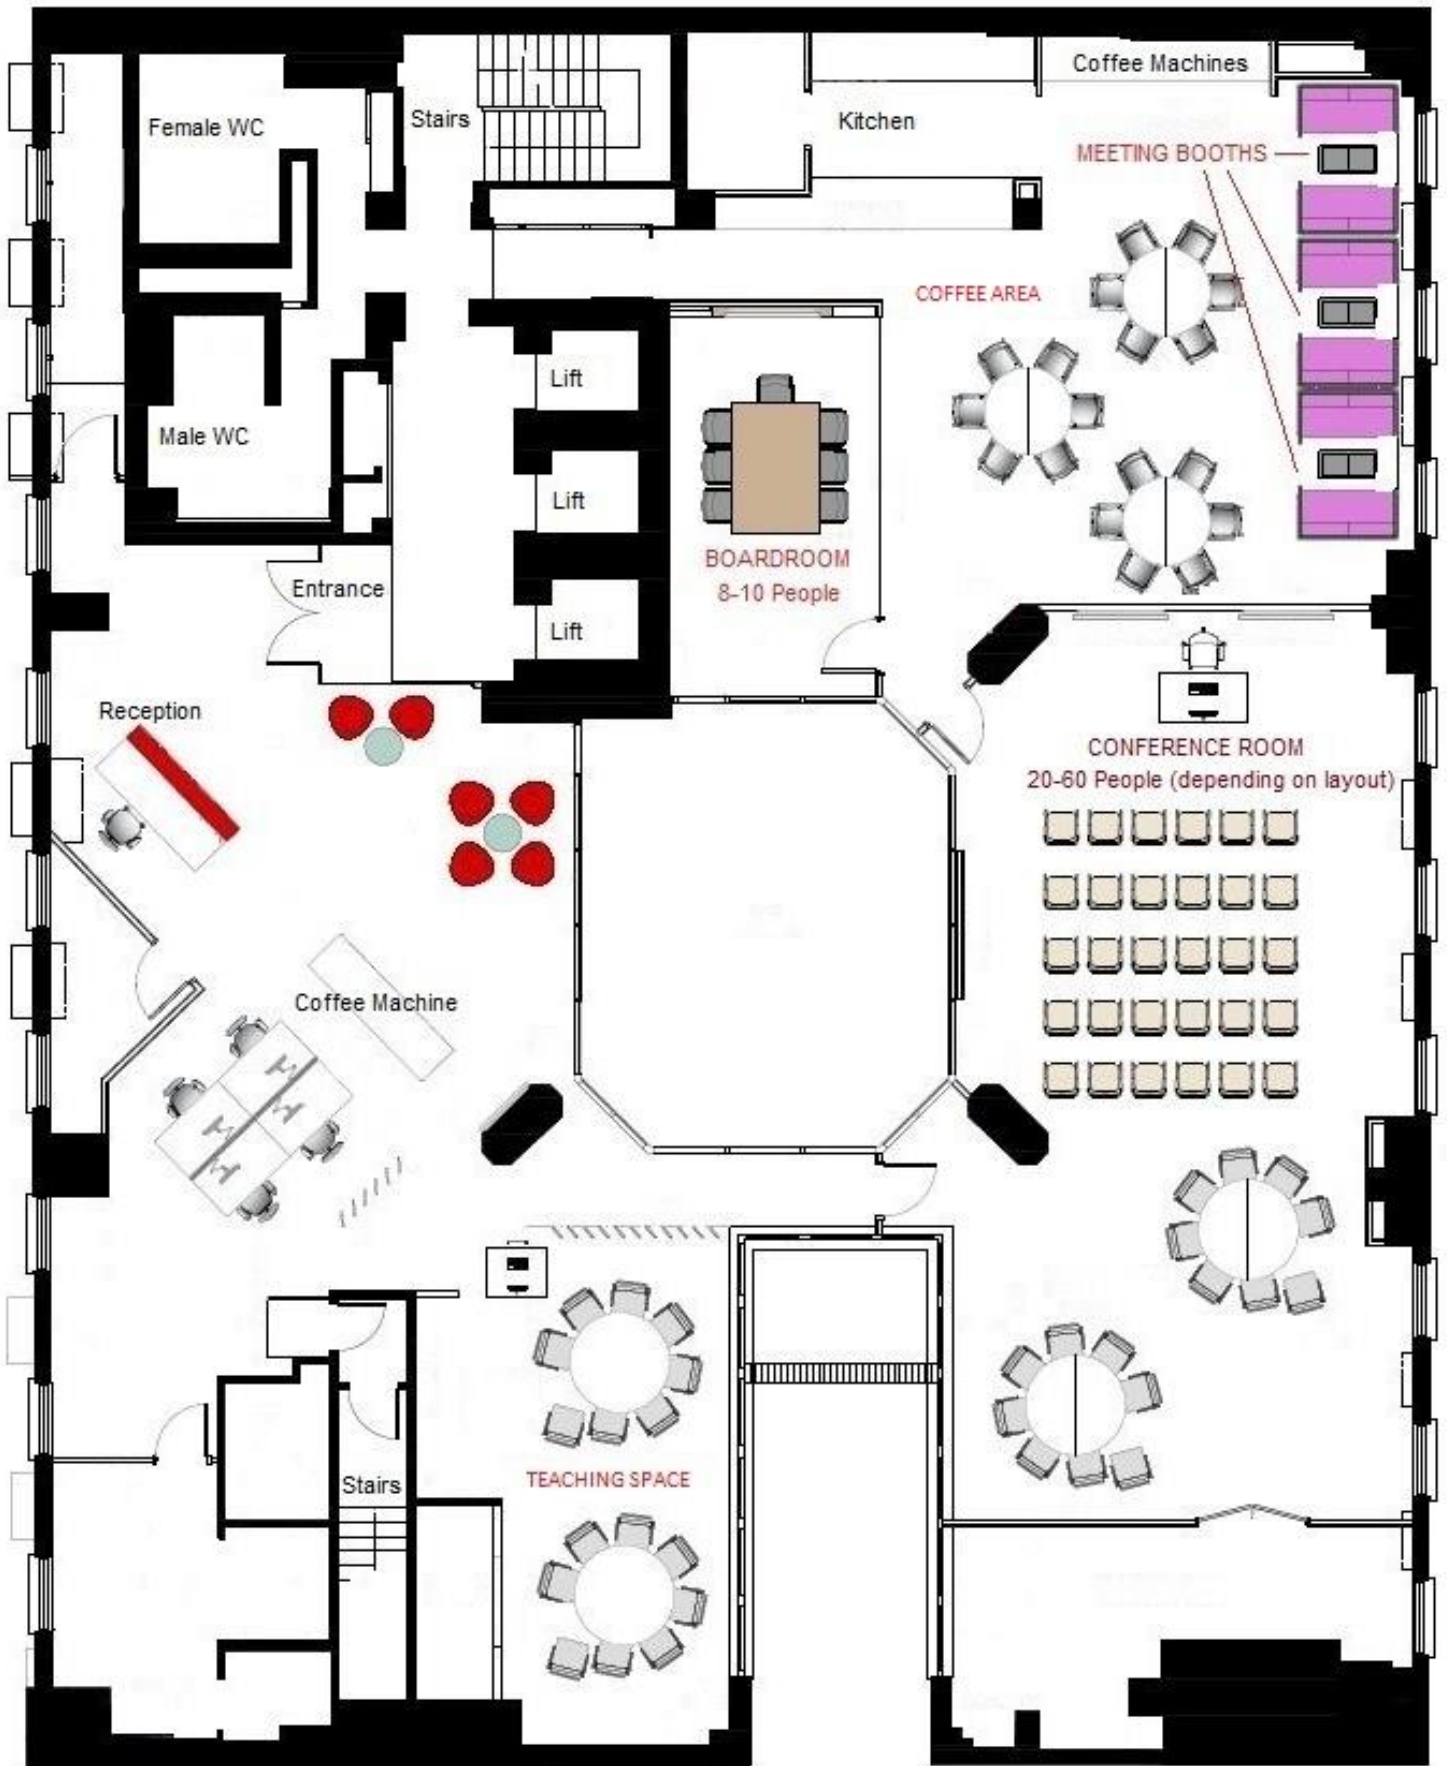 Coffee Machines
Stairs
Kitchen
Female WC
MEETING BOOTHS
COFFEE AREA
Lift
Male WC
Lift
BOARDROOM
8-10 People
Entrance
Lift
Reception
CONFERENCE ROOM
20-60 People (depending on layout)
Coffee Machine
TEACHING SPACE
Stairs